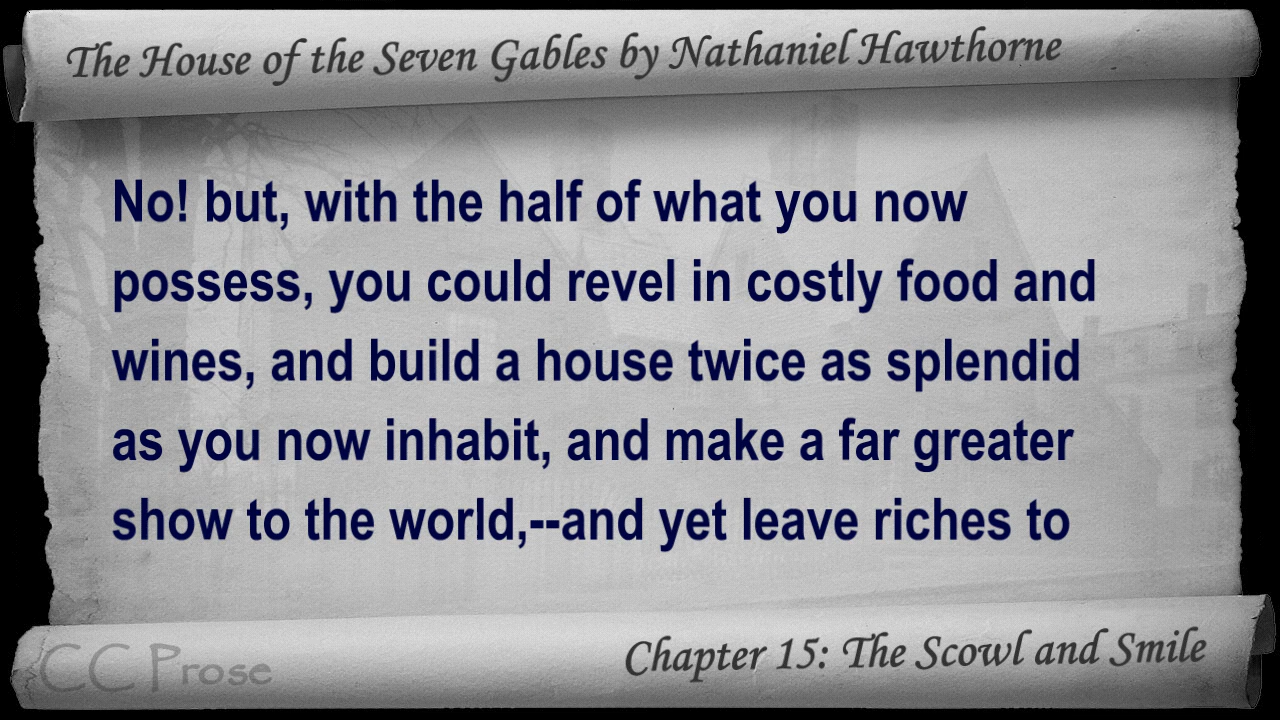 The House of the Seven Gables by Nathaniel Hawthorne
No! but, with the half of what you now
possess, you could revel in costly food and
wines, and build a house twice as splendid
as you now inhabit, and make a far greater
show to the world,--and yet leave riches to
CC Prose
Chapter 15: The Scowl and Smile